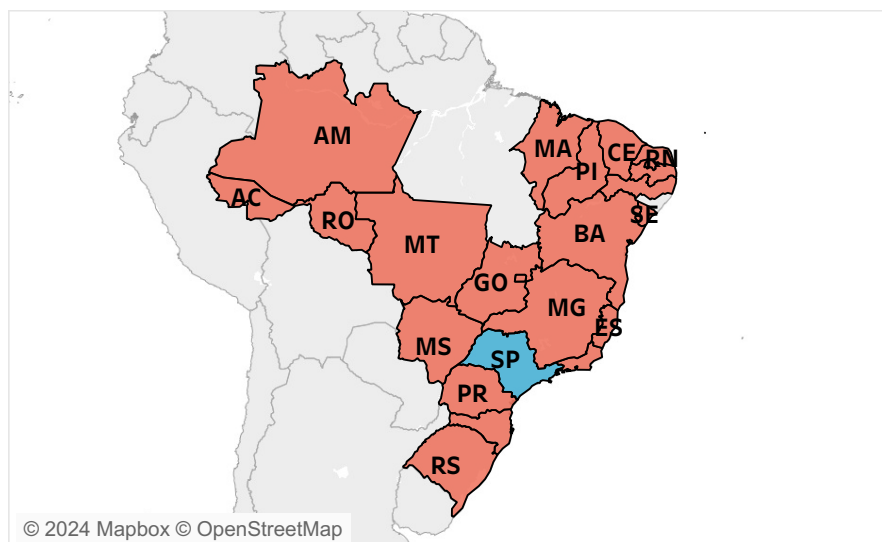 AM
MA
CE
RN
PI
AC
RO
SE
BA
MT
GO
MG
ES
MS
SP
PR
RS
© 2024 Mapbox © OpenStreetMap